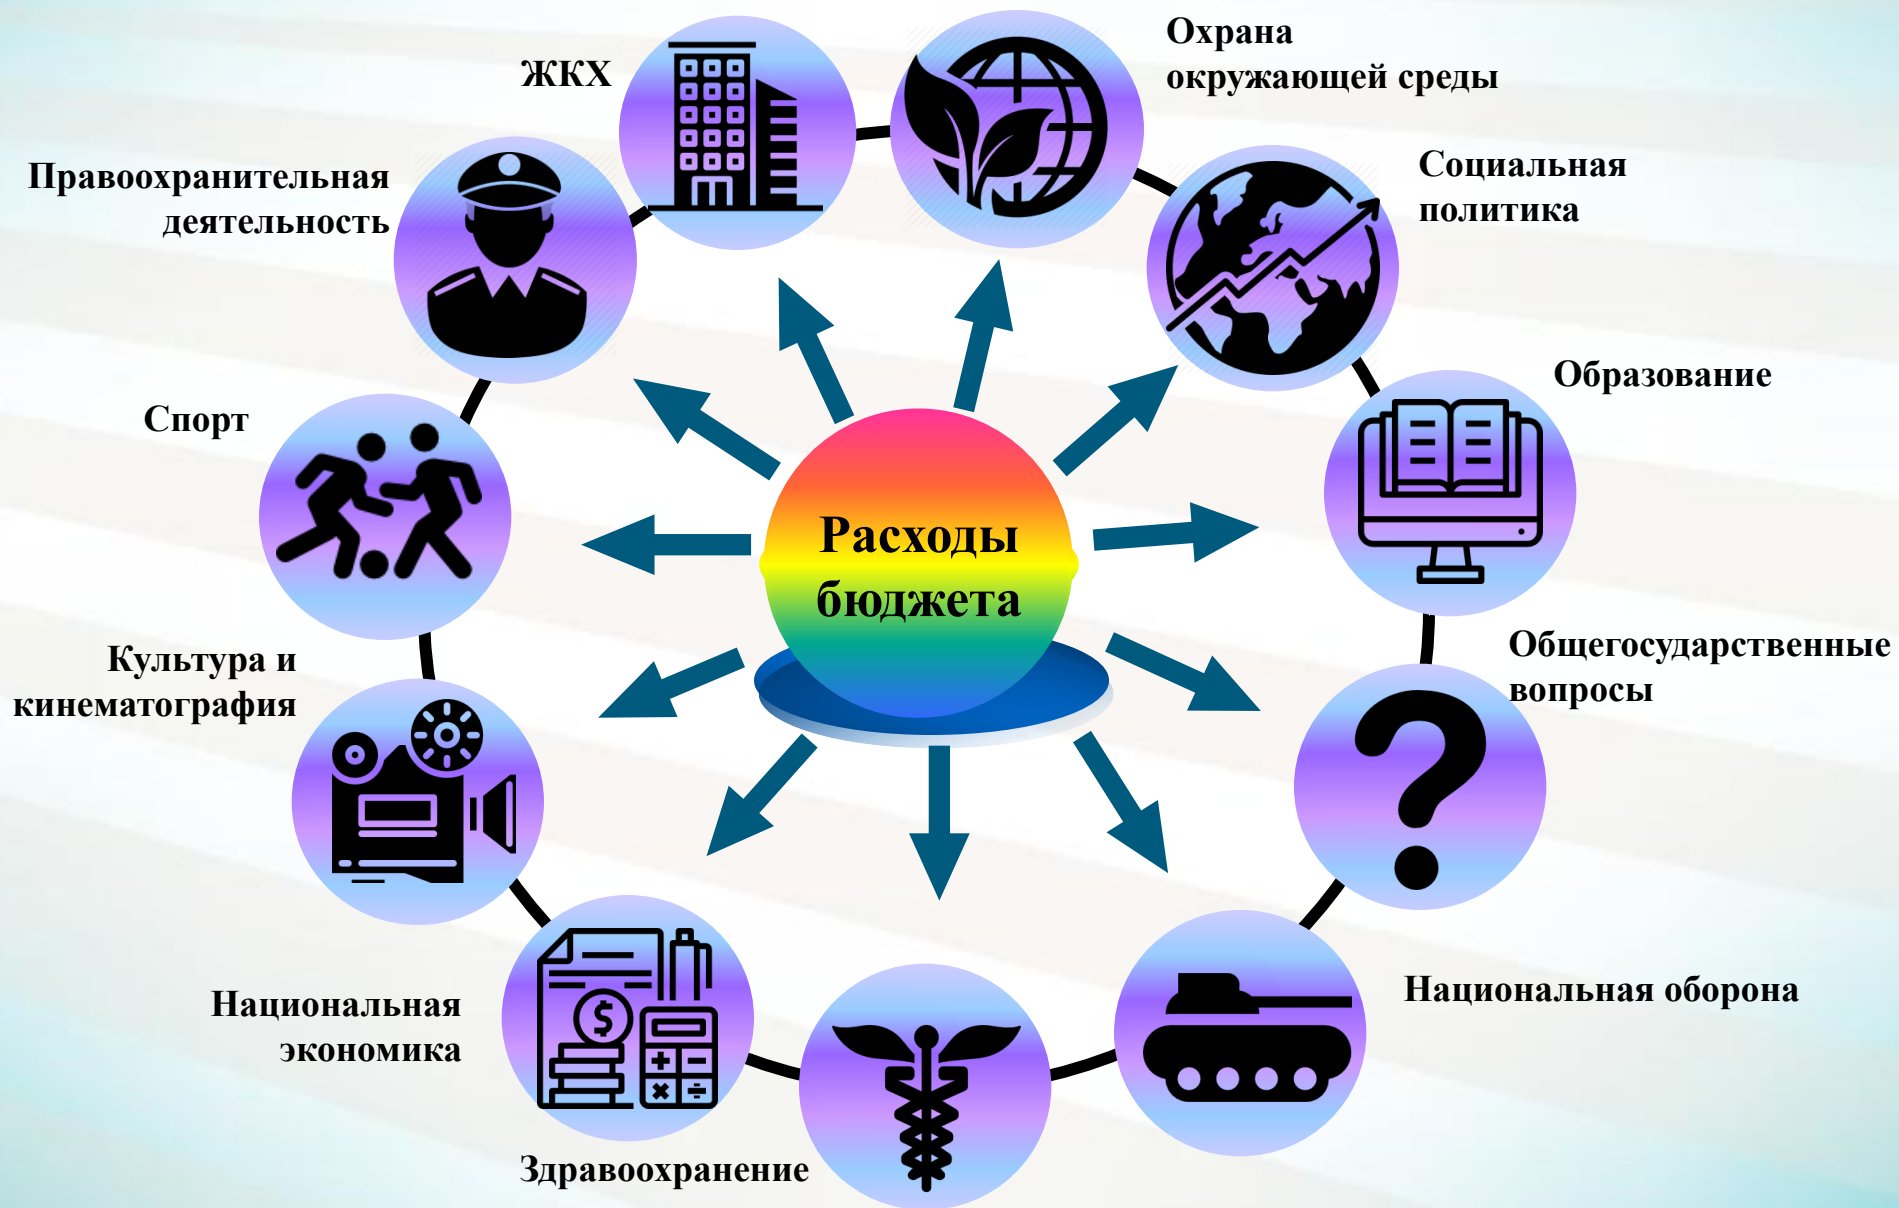 ЖКХ
Охрана
окружающей среды
Правоохранительная
деятельность
Социальная
политика
Спорт
Образование
Расходы
бюджета
Культура и
кинематография
Общегосударственные
вопросы
Национальная
экономика
Национальная оборона
Здравоохранение